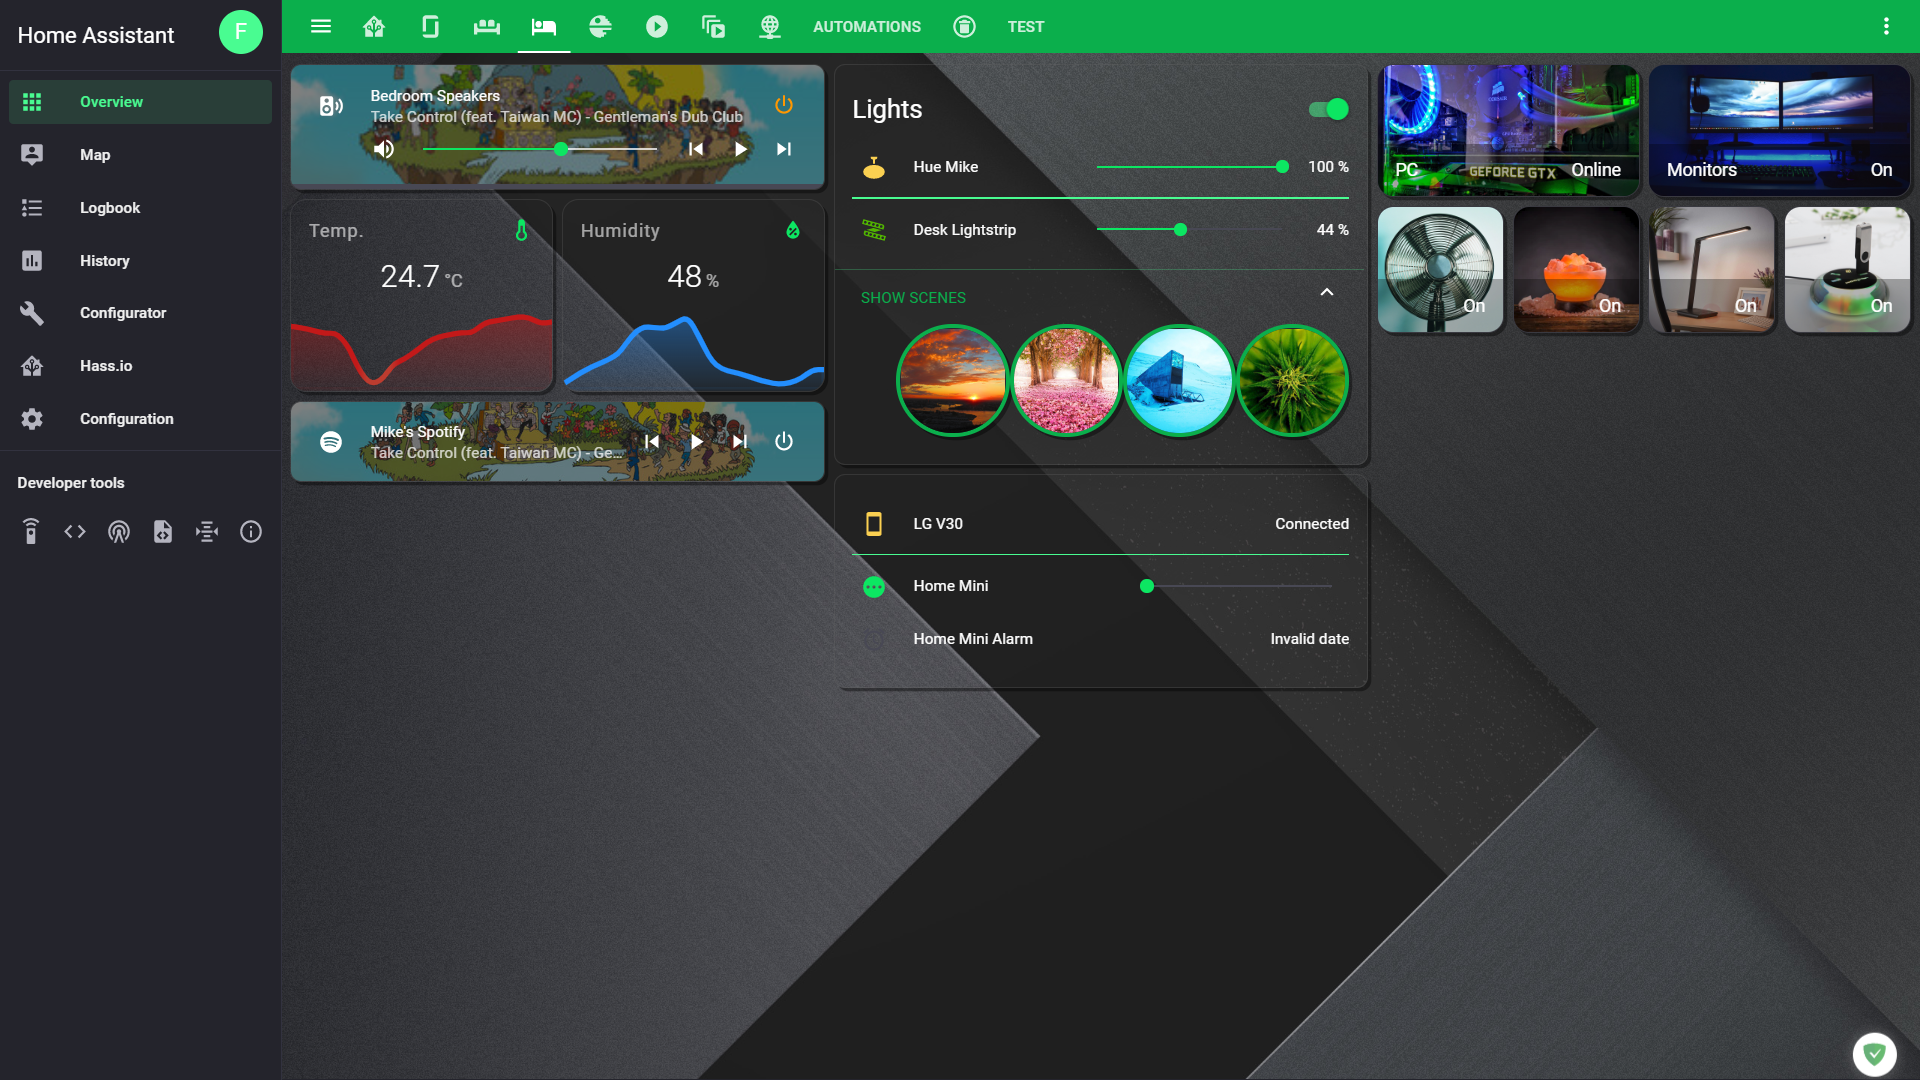 Home Assistant
F
Overview
Map
Logbook
History
Configurator
Hass.io
Configuration
Developer tools
AUTOMATIONS
TEST
Bedroom Speakers
Take Control (feat. Taiwan MC) - Gentleman's Dub Club
Temp.
24.7 °C
Humidity
48 %
Mike's Spotify
Take Control (feat. Taiwan MC) - Ge...
Lights
Hue Mike 100 %
Desk Lightstrip 44 %
SHOW SCENES
LG V30 Connected
Home Mini
Home Mini Alarm Invalid date
PC GEFORCE GTX Online
Monitors On
On
On
On
On